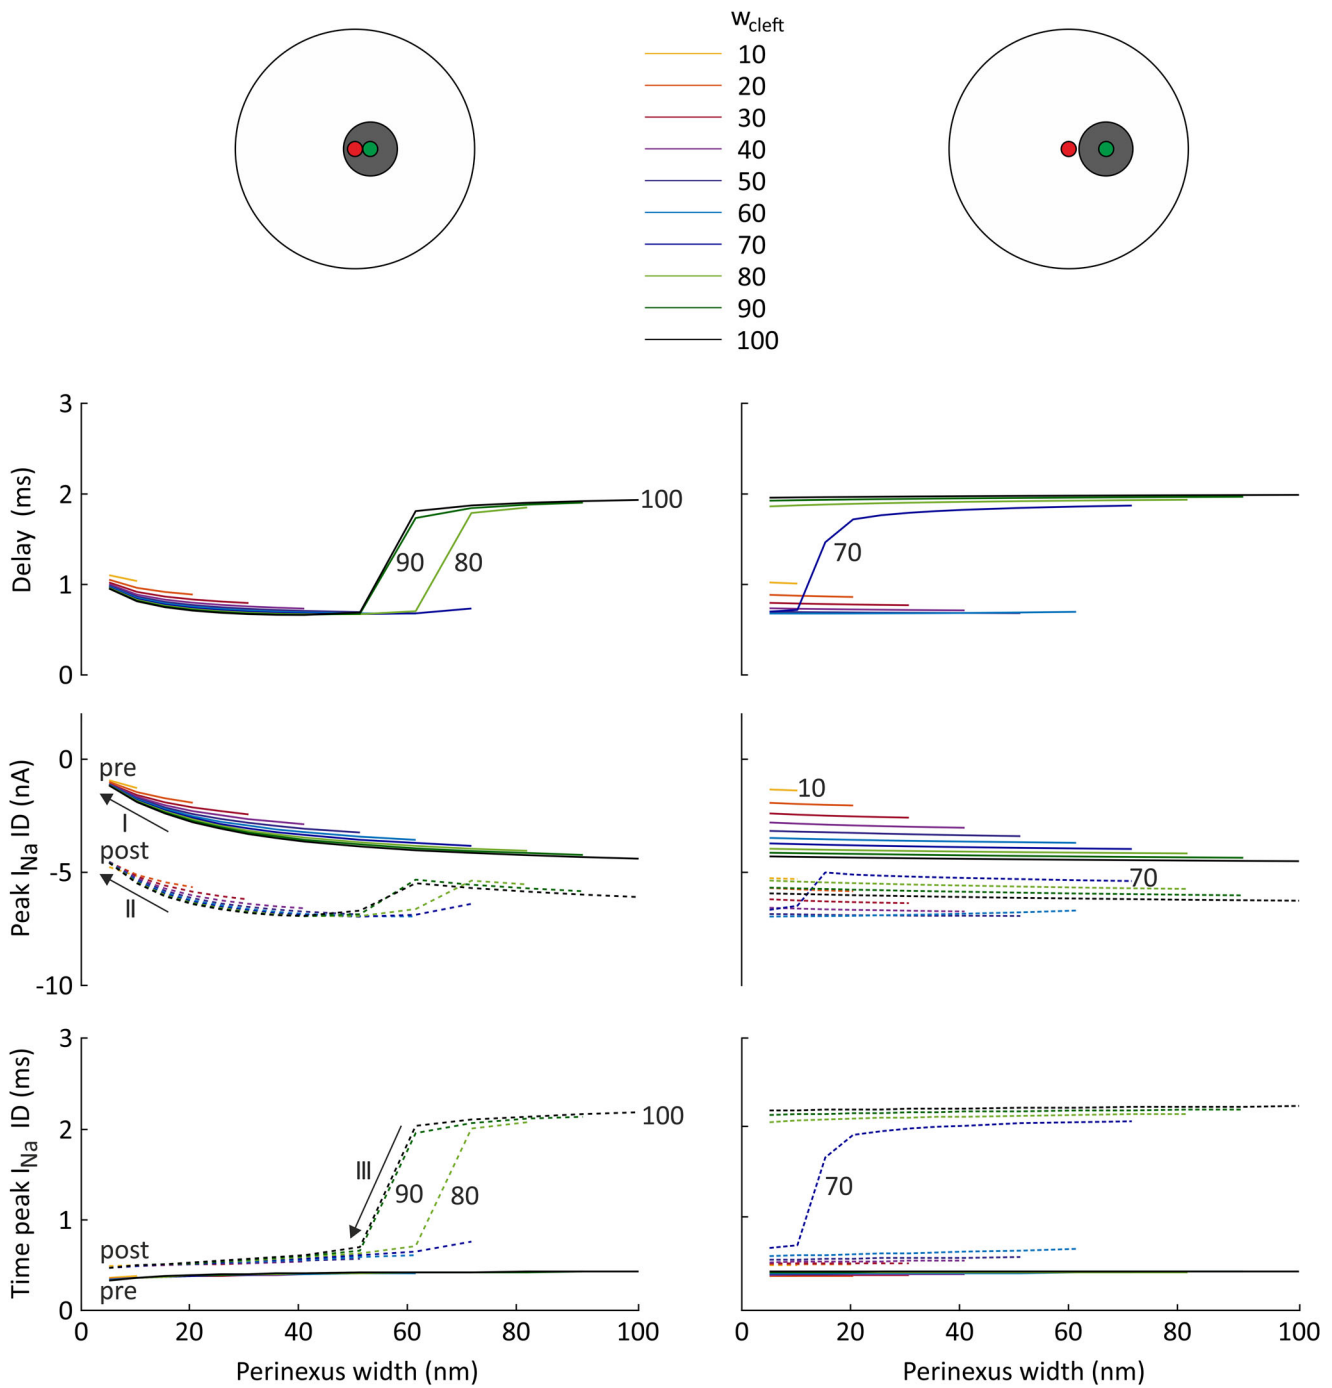 w_cleft
10
20
30
40
50
60
70
80
90
100
Delay (ms)
3
2
1
0
100
90
80
70
Peak I_Na ID (nA)
0
-5
-10
pre
I
post
II
10
70
Time peak I_Na ID (ms)
3
2
1
0
100
III
90
80
post
pre
70
0 20 40 60 80 100
0 20 40 60 80 100
Perinexus width (nm)
Perinexus width (nm)